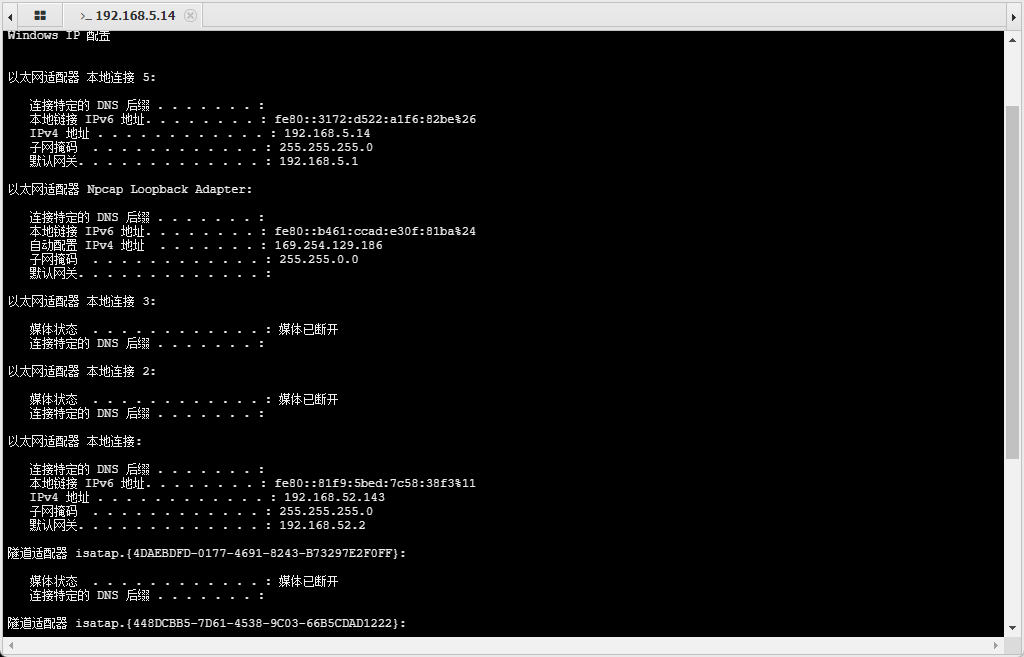 >_ 192.168.5.14
Windows IP 配置
以太网适配器 本地连接 5:
连接特定的 DNS 后缀 . . . . . . . :
本地链接 IPv6 地址. . . . . . . . : fe80::3172:d522:a1f6:82be%26
IPv4 地址 . . . . . . . . . . . . : 192.168.5.14
子网掩码  . . . . . . . . . . . . : 255.255.255.0
默认网关. . . . . . . . . . . . . : 192.168.5.1
以太网适配器 Npcap Loopback Adapter:
连接特定的 DNS 后缀 . . . . . . . :
本地链接 IPv6 地址. . . . . . . . : fe80::b461:ccad:e30f:81ba%24
自动配置 IPv4 地址  . . . . . . . : 169.254.129.186
子网掩码  . . . . . . . . . . . . : 255.255.0.0
默认网关. . . . . . . . . . . . . :
以太网适配器 本地连接 3:
媒体状态  . . . . . . . . . . . . : 媒体已断开
连接特定的 DNS 后缀 . . . . . . . :
以太网适配器 本地连接 2:
媒体状态  . . . . . . . . . . . . : 媒体已断开
连接特定的 DNS 后缀 . . . . . . . :
以太网适配器 本地连接:
连接特定的 DNS 后缀 . . . . . . . :
本地链接 IPv6 地址. . . . . . . . : fe80::81f9:5bed:7c58:38f3%11
IPv4 地址 . . . . . . . . . . . . : 192.168.52.143
子网掩码  . . . . . . . . . . . . : 255.255.255.0
默认网关. . . . . . . . . . . . . : 192.168.52.2
隧道适配器 isatap.{4DAEBDFD-0177-4691-8243-B73297E2F0FF}:
媒体状态  . . . . . . . . . . . . : 媒体已断开
连接特定的 DNS 后缀 . . . . . . . :
隧道适配器 isatap.{448DCBB5-7D61-4538-9C03-66B5CDAD1222}: